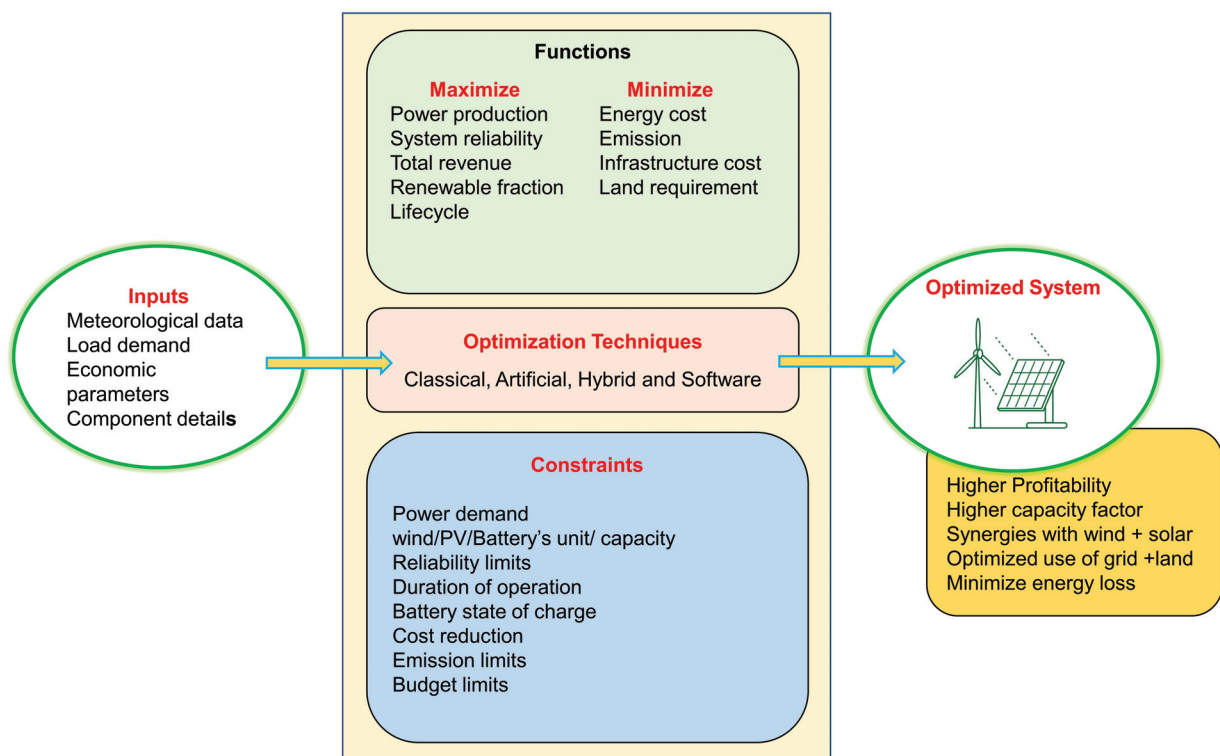 Functions
Maximize
Power production
System reliability
Total revenue
Renewable fraction
Lifecycle
Minimize
Energy cost
Emission
Infrastructure cost
Land requirement
Inputs
Meteorological data
Load demand
Economic
parameters
Component details
Optimization Techniques
Classical, Artificial, Hybrid and Software
Constraints
Power demand
wind/PV/Battery's unit/ capacity
Reliability limits
Duration of operation
Battery state of charge
Cost reduction
Emission limits
Budget limits
Optimized System
Higher Profitability
Higher capacity factor
Synergies with wind + solar
Optimized use of grid +land
Minimize energy loss